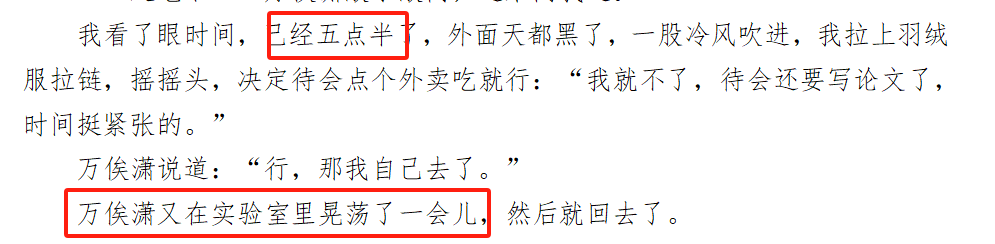 我看了眼时间，已经五点半了，外面天都黑了，一股冷风吹进，我拉上羽绒
服拉链，摇摇头，决定待会点个外卖吃就行：“我就不了，待会还要写论文了，
时间挺紧张的。”
万俟潇说道：“行，那我自己去了。”
万俟潇又在实验室里晃荡了一会儿，然后就回去了。